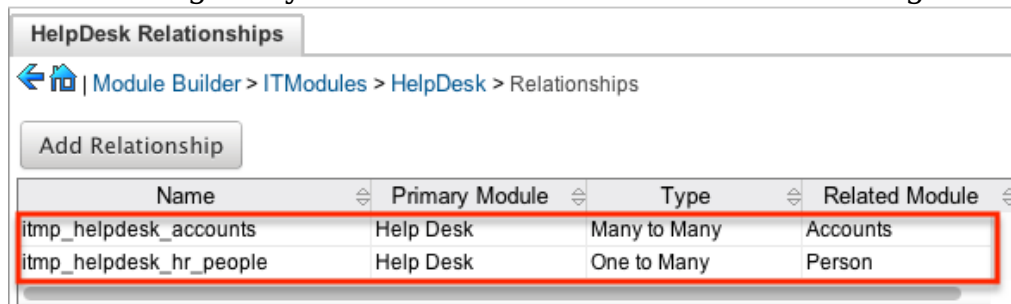 HelpDesk Relationships
| Module Builder > ITModules > HelpDesk > Relationships
Add Relationship
Name Primary Module Type Related Module
itmp_helpdesk_accounts Help Desk Many to Many Accounts
itmp_helpdesk_hr_people Help Desk One to Many Person